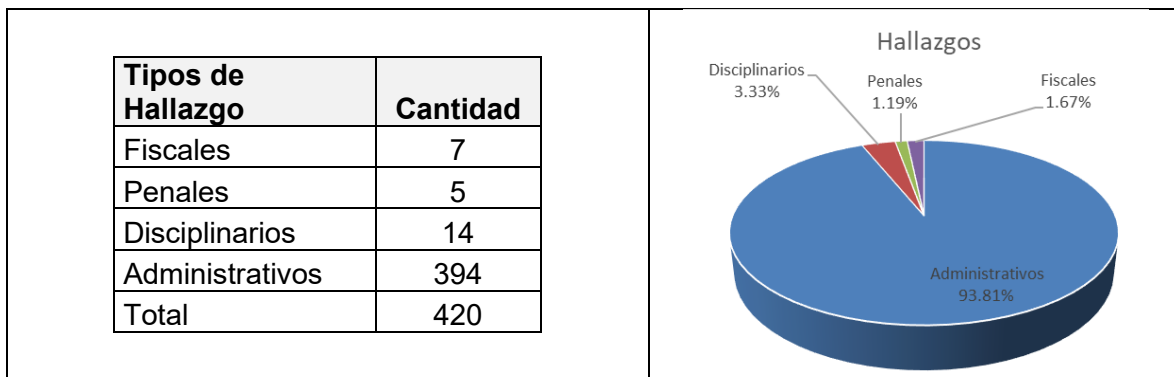 Tipos de
Hallazgo Cantidad
Fiscales 7
Penales 5
Disciplinarios 14
Administrativos 394
Total 420
Hallazgos
Disciplinarios
3.33%
Penales
1.19%
Fiscales
1.67%
Administrativos
93.81%